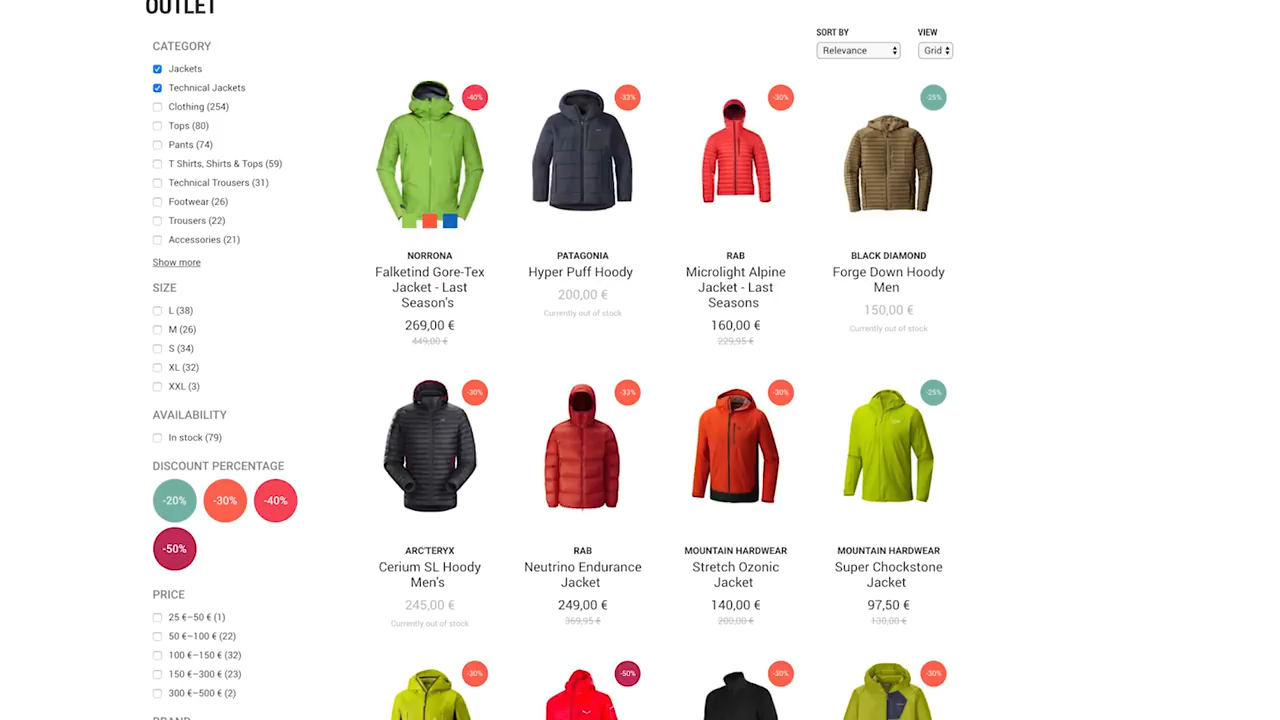 OUTLET
CATEGORY
Jackets
Technical Jackets
Clothing (254)
Tops (80)
Pants (74)
T Shirts, Shirts & Tops (59)
Technical Trousers (31)
Footwear (26)
Trousers (22)
Accessories (21)
Show more
SIZE
L (38)
M (26)
S (34)
XL (32)
XXL (3)
AVAILABILITY
In stock (79)
DISCOUNT PERCENTAGE
-20% -30% -40%
-50%
PRICE
25 €–50 € (1)
50 €–100 € (22)
100 €–150 € (32)
150 €–300 € (23)
300 €–500 € (2)
BRAND
SORT BY
Relevance
VIEW
Grid
-40%
NORRONA
Falketind Gore-Tex
Jacket - Last
Season's
269,00 €
449,00 €
-33%
PATAGONIA
Hyper Puff Hoody
200,00 €
Currently out of stock
-30%
RAB
Microlight Alpine
Jacket - Last
Seasons
160,00 €
229,95 €
-25%
BLACK DIAMOND
Forge Down Hoody
Men
150,00 €
Currently out of stock
-30%
ARC'TERYX
Cerium SL Hoody
Men's
245,00 €
Currently out of stock
-33%
RAB
Neutrino Endurance
Jacket
249,00 €
369,95 €
-30%
MOUNTAIN HARDWEAR
Stretch Ozonic
Jacket
140,00 €
200,00 €
-25%
MOUNTAIN HARDWEAR
Super Chockstone
Jacket
97,50 €
130,00 €
-30%
-50%
-30%
-30%